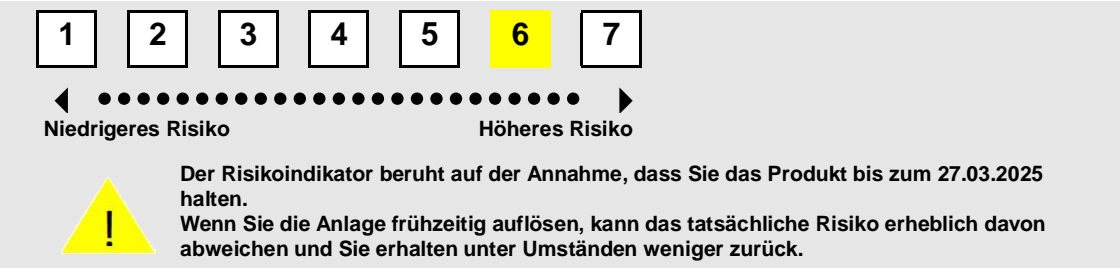 1 2 3 4 5 6 7
Niedrigeres Risiko Höheres Risiko
Der Risikoindikator beruht auf der Annahme, dass Sie das Produkt bis zum 27.03.2025
halten.
Wenn Sie die Anlage frühzeitig auflösen, kann das tatsächliche Risiko erheblich davon
abweichen und Sie erhalten unter Umständen weniger zurück.
!